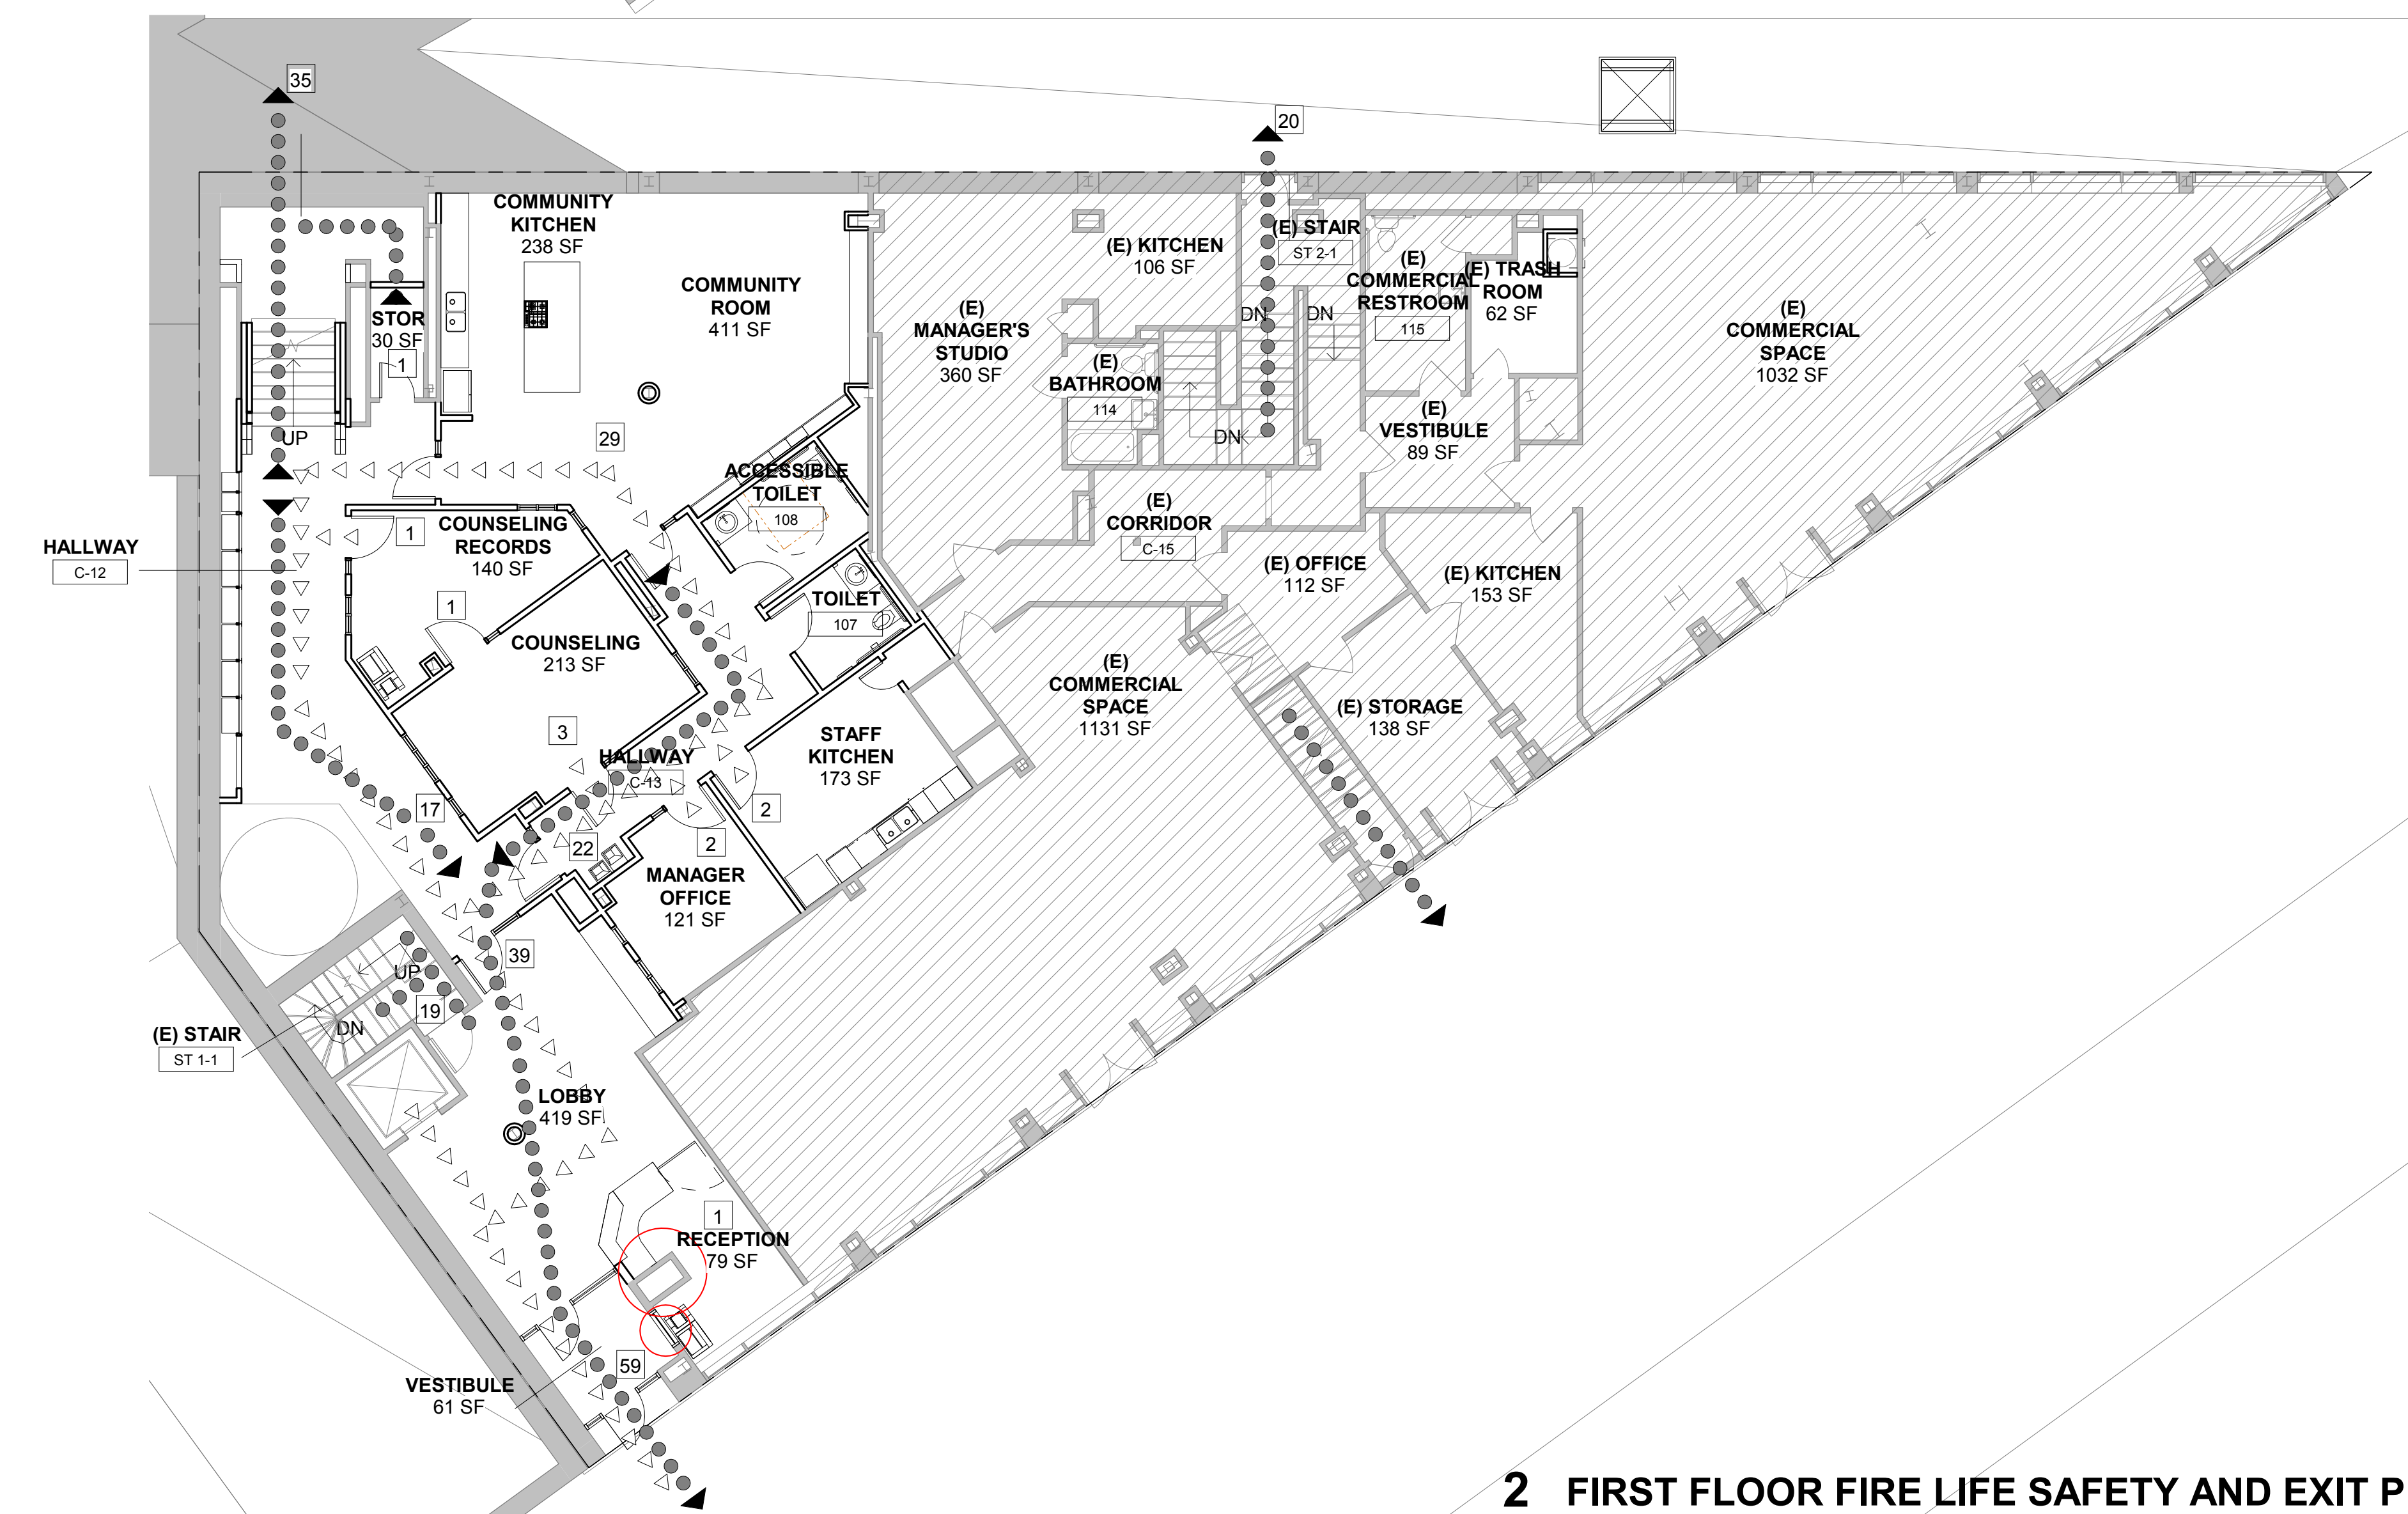 35
20
COMMUNITY
KITCHEN
238 SF
(E) STAIR
ST 2-1
(E) KITCHEN
106 SF
COMMUNITY
ROOM
411 SF
(E)
COMMERCIAL
RESTROOM
115
(E) TRASH
ROOM
62 SF
(E)
MANAGER'S
STUDIO
360 SF
(E)
COMMERCIAL
SPACE
1032 SF
STOR
30 SF
1
DN
DN
(E)
BATHROOM
114
(E)
VESTIBULE
89 SF
UP
29
DN
ACCESSIBLE
TOILET
108
(E)
CORRIDOR
C-15
1
COUNSELING
RECORDS
140 SF
HALLWAY
C-12
(E) OFFICE
112 SF
(E) KITCHEN
153 SF
1
TOILET
107
COUNSELING
213 SF
(E)
COMMERCIAL
SPACE
1131 SF
(E) STORAGE
138 SF
3
STAFF
KITCHEN
173 SF
HALLWAY
C-13
17
2
22
2
MANAGER
OFFICE
121 SF
39
UP
19
DN
(E) STAIR
ST 1-1
LOBBY
419 SF
1
RECEPTION
79 SF
59
VESTIBULE
61 SF
2 FIRST FLOOR FIRE LIFE SAFETY AND EXIT P